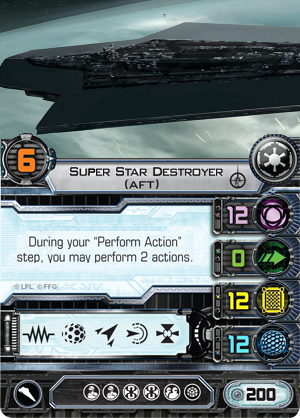 6
SUPER STAR DESTROYER
(AFT)
12
During your "Perform Action"
step, you may perform 2 actions.
0
©LFL ©FFG
12
12
200